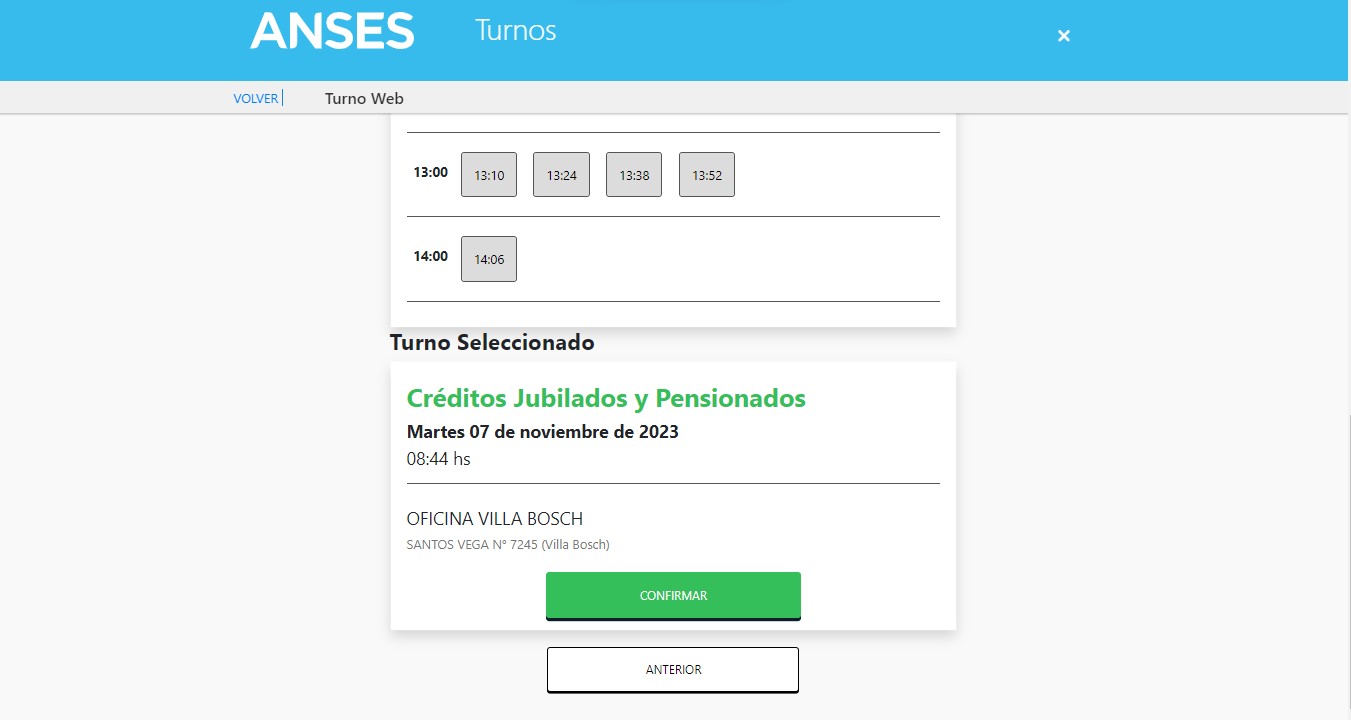 ANSES
Turnos
×
VOLVER
Turno Web
13:00 13:10 13:24 13:38 13:52
14:00 14:06
Turno Seleccionado
Créditos Jubilados y Pensionados
Martes 07 de noviembre de 2023
08:44 hs
OFICINA VILLA BOSCH
SANTOS VEGA Nº 7245 (Villa Bosch)
CONFIRMAR
ANTERIOR